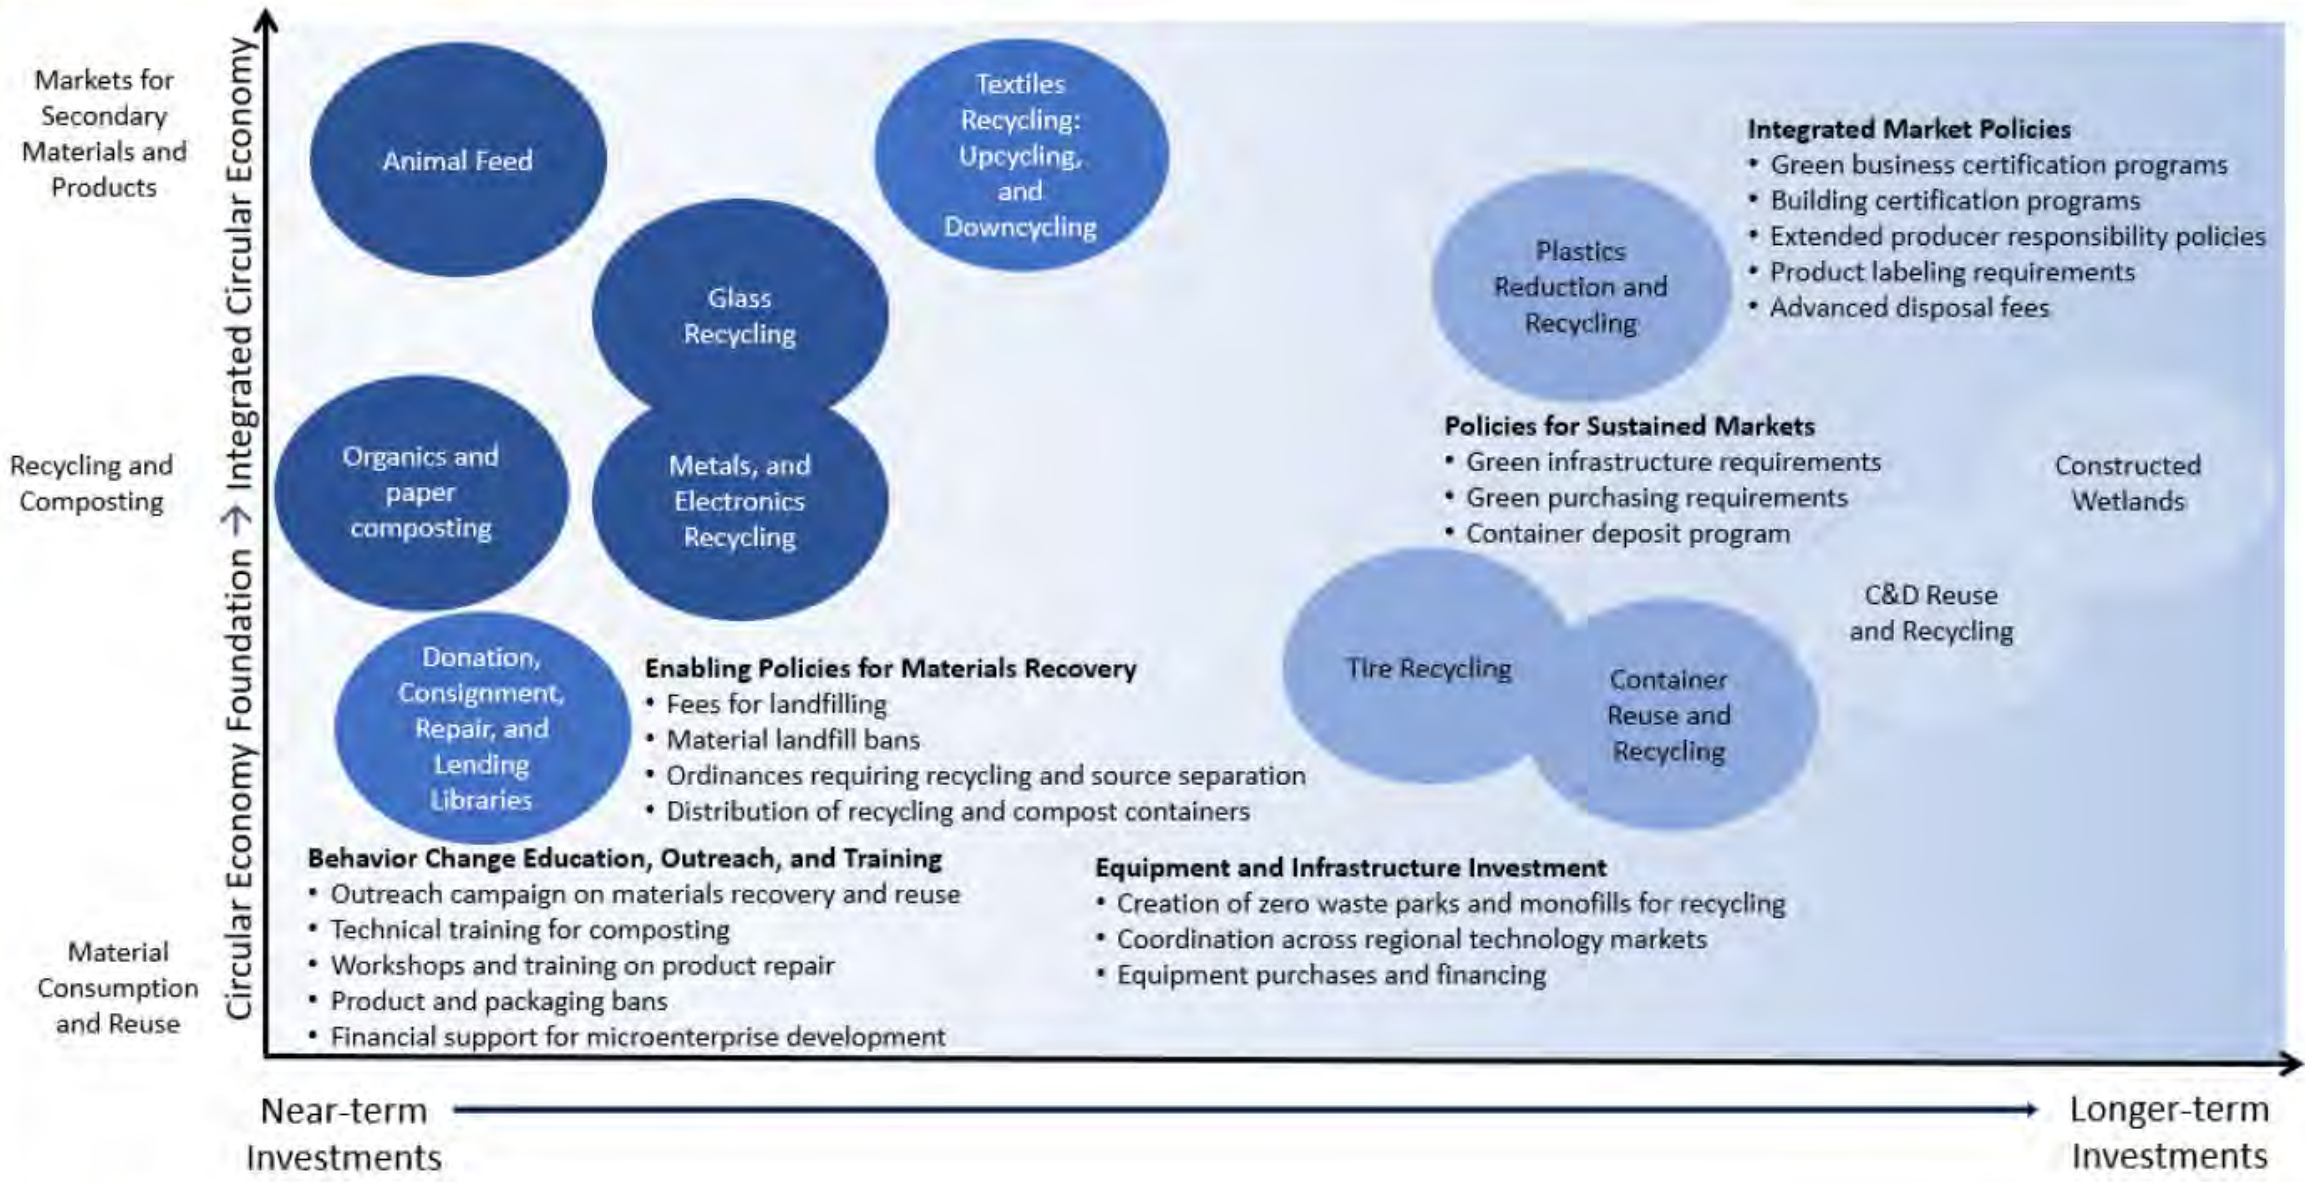 Markets for
Secondary
Materials and
Products
Recycling and
Composting
Material
Consumption
and Reuse
Circular Economy Foundation → Integrated Circular Economy
Animal Feed
Textiles
Recycling:
Upcycling,
and
Downcycling
Glass
Recycling
Organics and
paper
composting
Metals, and
Electronics
Recycling
Donation,
Consignment,
Repair, and
Lending
Libraries
Plastics
Reduction and
Recycling
Integrated Market Policies
• Green business certification programs
• Building certification programs
• Extended producer responsibility policies
• Product labeling requirements
• Advanced disposal fees
Policies for Sustained Markets
• Green infrastructure requirements
• Green purchasing requirements
• Container deposit program
Constructed
Wetlands
C&D Reuse
and Recycling
Tire Recycling
Container
Reuse and
Recycling
Enabling Policies for Materials Recovery
• Fees for landfilling
• Material landfill bans
• Ordinances requiring recycling and source separation
• Distribution of recycling and compost containers
Behavior Change Education, Outreach, and Training
• Outreach campaign on materials recovery and reuse
• Technical training for composting
• Workshops and training on product repair
• Product and packaging bans
• Financial support for microenterprise development
Equipment and Infrastructure Investment
• Creation of zero waste parks and monofills for recycling
• Coordination across regional technology markets
• Equipment purchases and financing
Near-term
Investments
Longer-term
Investments